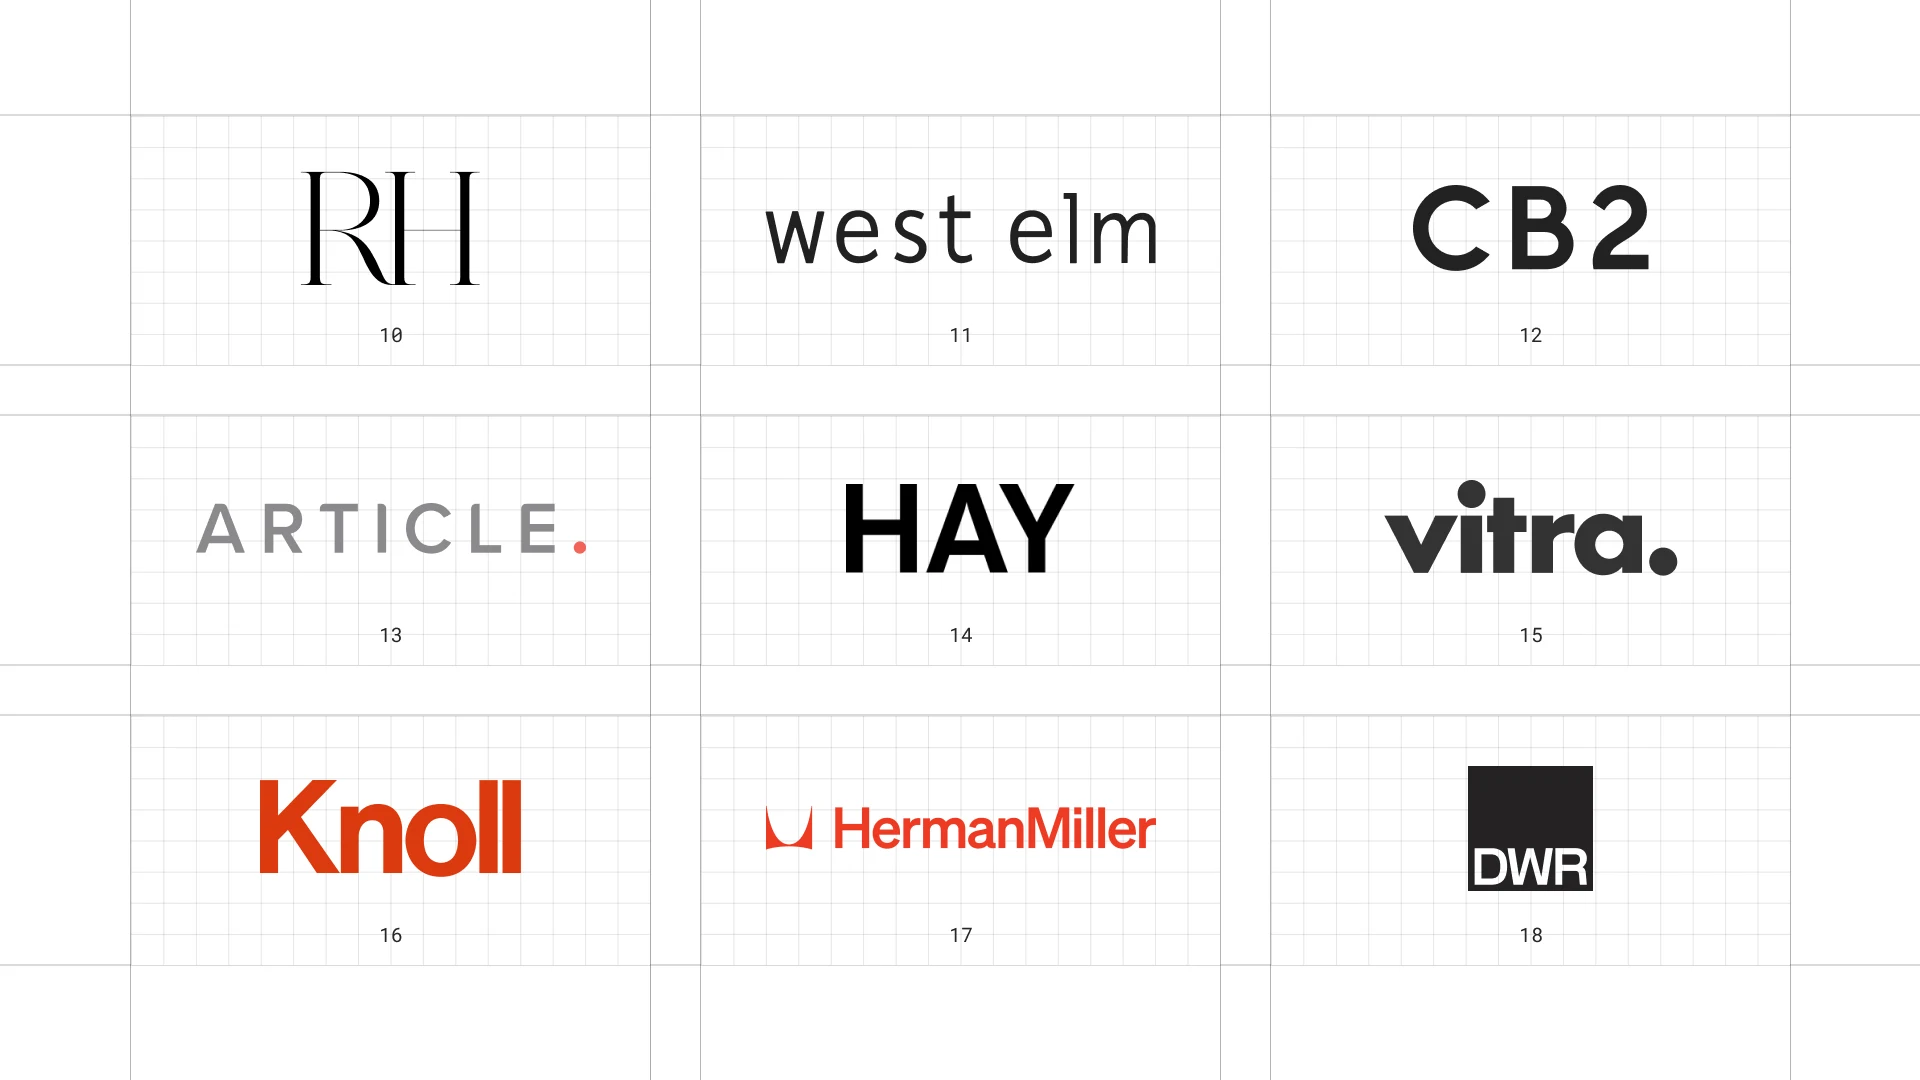 RH
10
west elm
11
CB2
12
ARTICLE.
13
HAY
14
vitra.
15
Knoll
16
HermanMiller
17
DWR
18